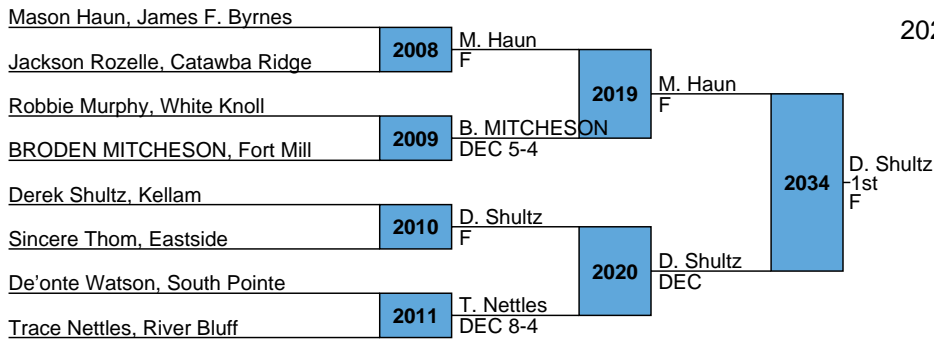 Mason Haun, James F. Byrnes
202
2008
M. Haun
F
Jackson Rozelle, Catawba Ridge
2019
M. Haun
F
Robbie Murphy, White Knoll
2009
B. MITCHESON
DEC 5-4
BRODEN MITCHESON, Fort Mill
2034
D. Shultz
1st
F
Derek Shultz, Kellam
2010
D. Shultz
F
Sincere Thom, Eastside
2020
D. Shultz
DEC
De'onte Watson, South Pointe
2011
T. Nettles
DEC 8-4
Trace Nettles, River Bluff